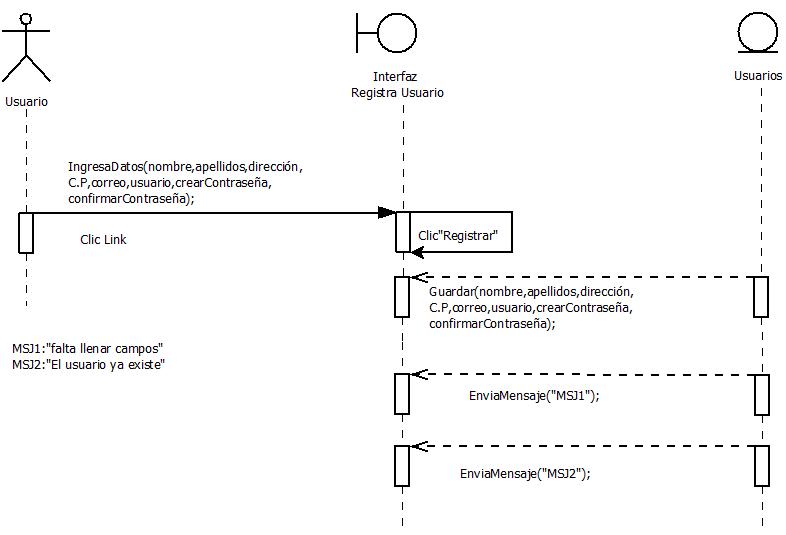 Usuario
Interfaz
Registra Usuario
Usuarios
IngresaDatos(nombre,apellidos,dirección,
C.P,correo,usuario,crearContraseña,
confirmarContraseña);
Clic Link
Clic"Registrar"
Guardar(nombre,apellidos,dirección,
C.P,correo,usuario,crearContraseña,
confirmarContraseña);
MSJ1:"falta llenar campos"
MSJ2:"El usuario ya existe"
EnviaMensaje("MSJ1");
EnviaMensaje("MSJ2");